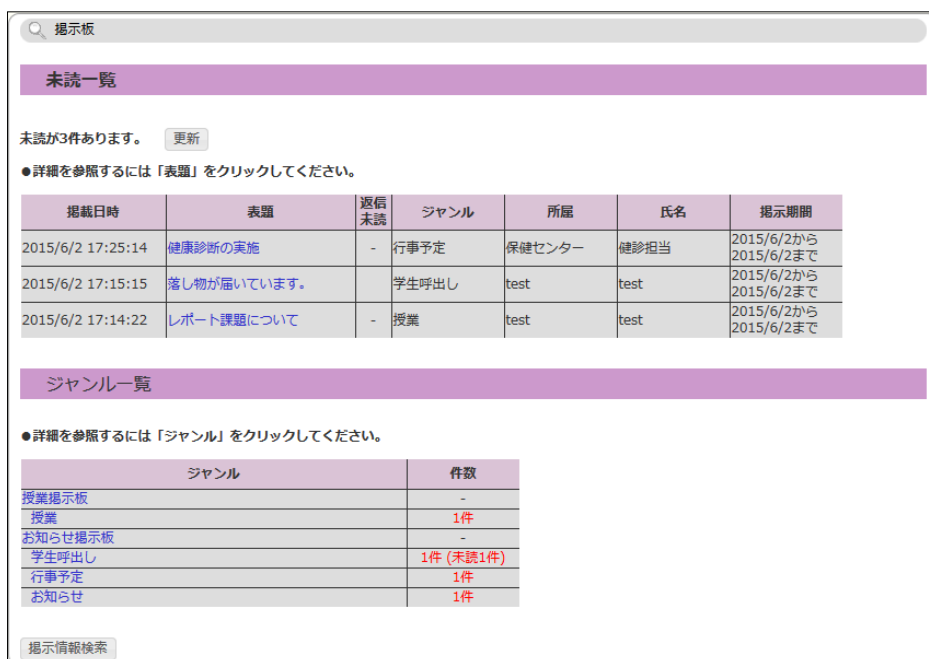 掲示板
未読一覧
未読が3件あります。 更新
●詳細を参照するには「表題」をクリックしてください。
掲載日時 表題 返信未読 ジャンル 所属 氏名 掲示期間
2015/6/2 17:25:14 健康診断の実施 - 行事予定 保健センター 健診担当 2015/6/2から 2015/6/2まで
2015/6/2 17:15:15 落し物が届いています。 学生呼出し test test 2015/6/2から 2015/6/2まで
2015/6/2 17:14:22 レポート課題について - 授業 test test 2015/6/2から 2015/6/2まで
ジャンル一覧
●詳細を参照するには「ジャンル」をクリックしてください。
ジャンル 件数
授業掲示板 -
授業 1件
お知らせ掲示板 -
学生呼出し 1件 (未読1件)
行事予定 1件
お知らせ 1件
掲示情報検索